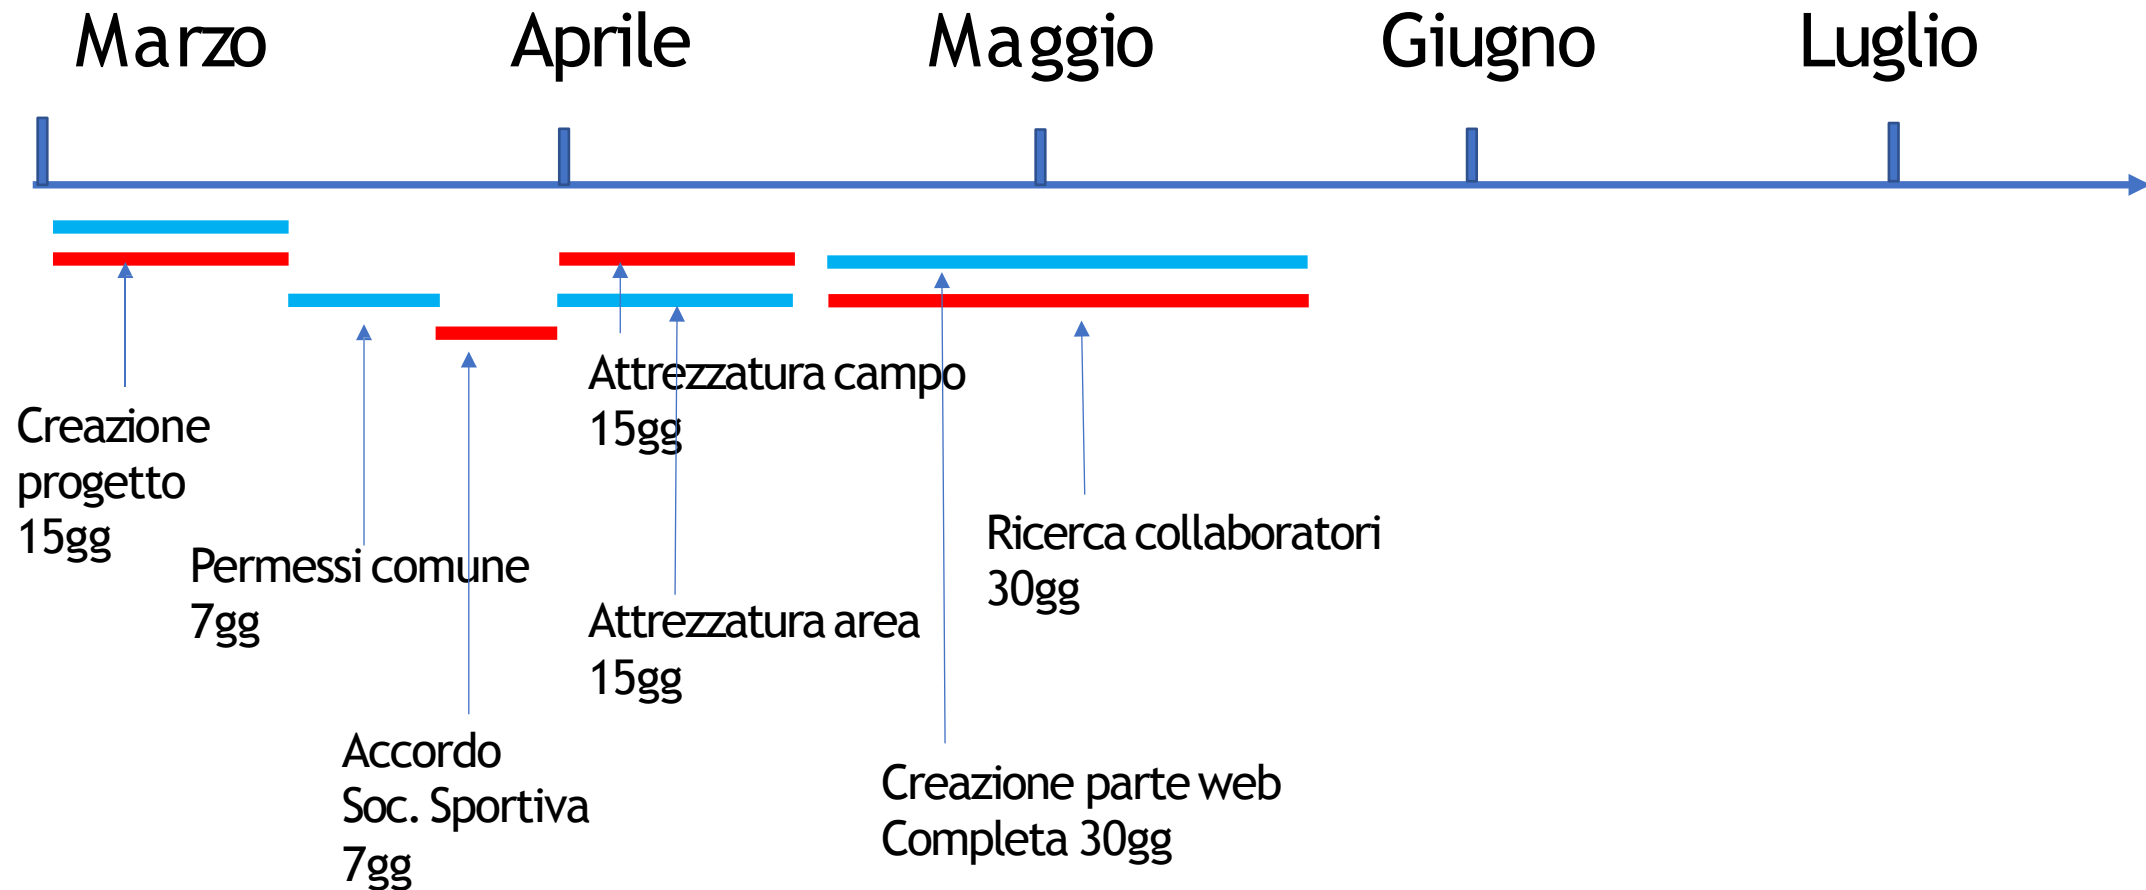 Marzo
Aprile
Maggio
Giugno
Luglio
Creazione
progetto
15gg
Permessi comune
7gg
Accordo
Soc. Sportiva
7gg
Attrezzatura campo
15gg
Attrezzatura area
15gg
Ricerca collaboratori
30gg
Creazione parte web
Completa 30gg